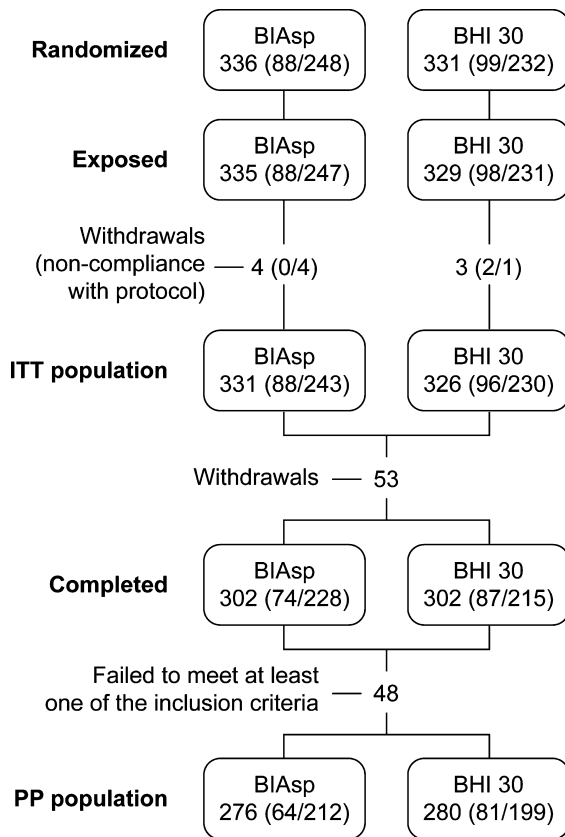 Randomized
BIAsp
336 (88/248)
BHI 30
331 (99/232)
Exposed
BIAsp
335 (88/247)
BHI 30
329 (98/231)
Withdrawals
(non-compliance
with protocol)
4 (0/4)
3 (2/1)
ITT population
BIAsp
331 (88/243)
BHI 30
326 (96/230)
Withdrawals
53
Completed
BIAsp
302 (74/228)
BHI 30
302 (87/215)
Failed to meet at least
one of the inclusion criteria
48
PP population
BIAsp
276 (64/212)
BHI 30
280 (81/199)